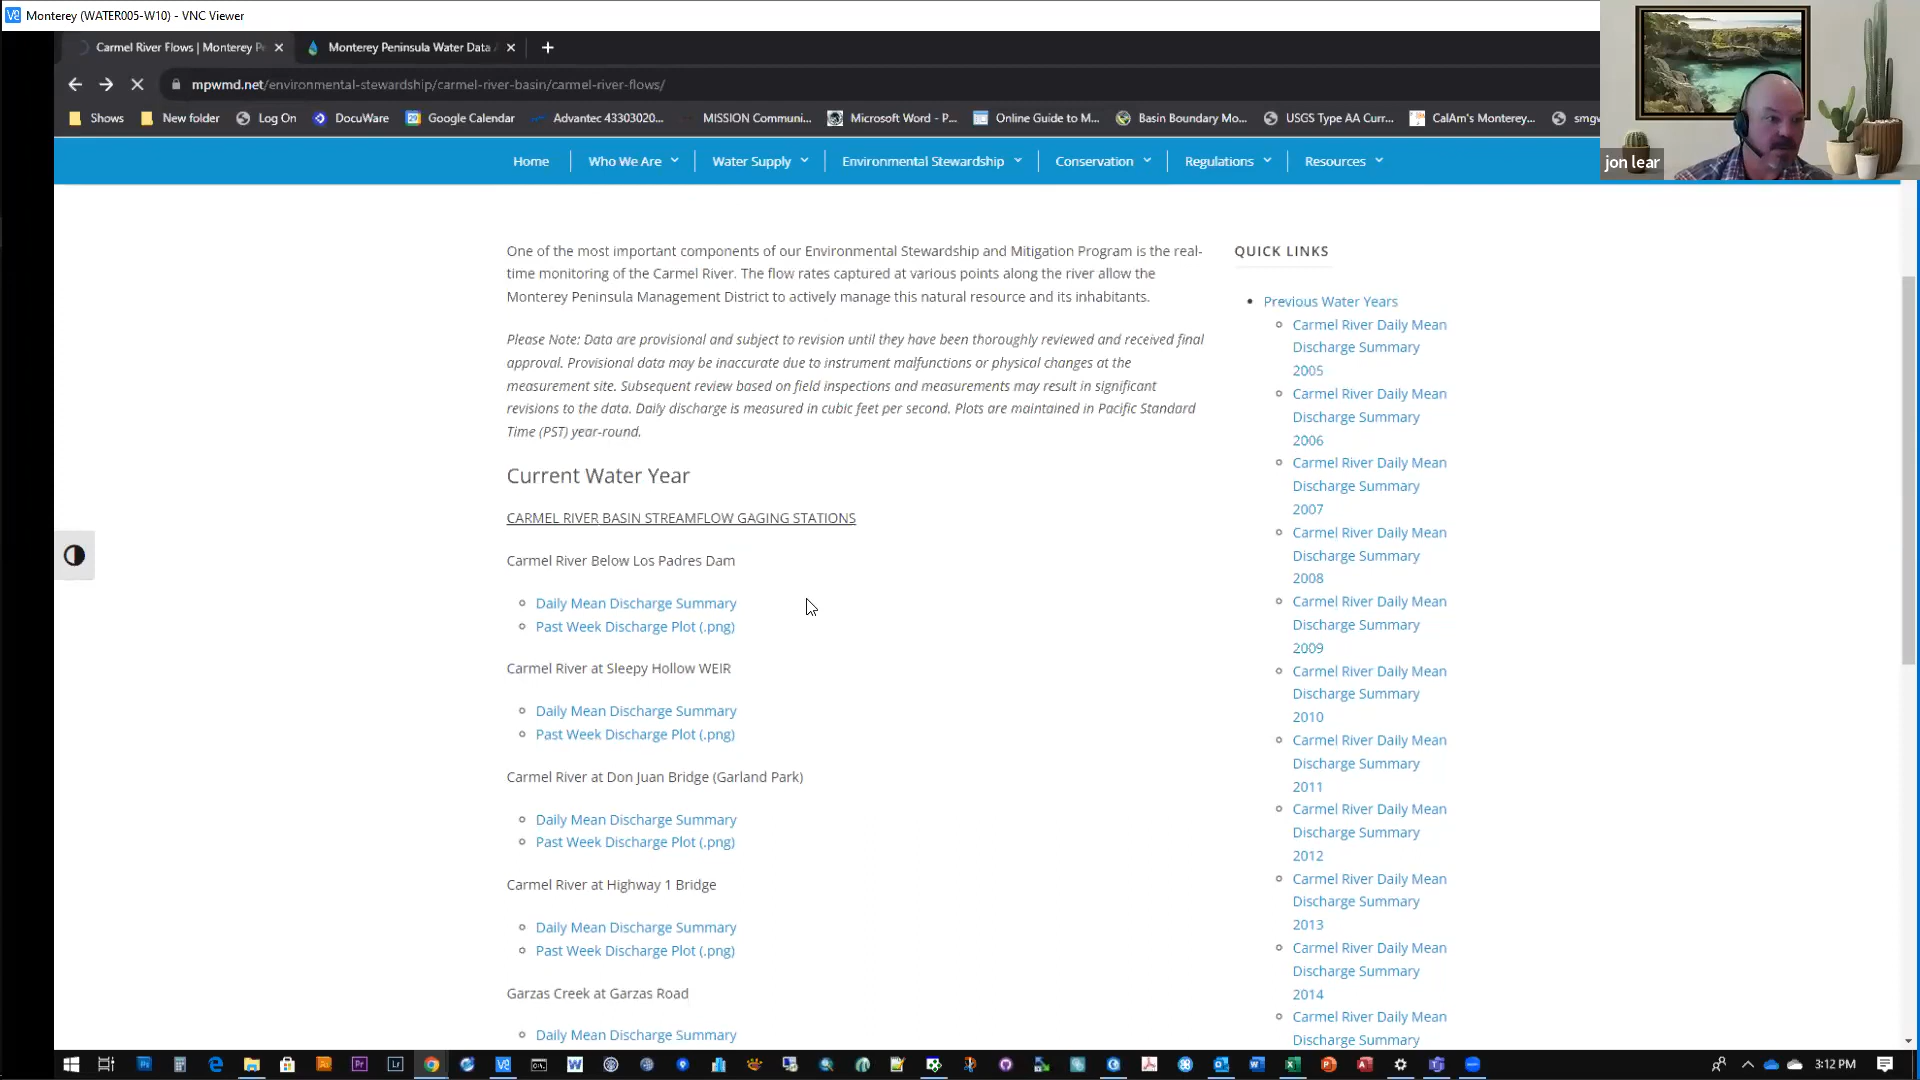 Monterey (WATER005-W10) - VNC Viewer
Carmel River Flows | Monterey P
Monterey Peninsula Water Data
mpwmd.net/environmental-stewardship/carmel-river-basin/carmel-river-flows/
Shows
New folder
Log On
DocuWare
Google Calendar
Advantec 43303020...
MISSION Communi...
Microsoft Word - P...
Online Guide to M...
Basin Boundary Mo...
USGS Type AA Curr...
CalAm's Monterey...
smgw
jon lear
Home
Who We Are
Water Supply
Environmental Stewardship
Conservation
Regulations
Resources
One of the most important components of our Environmental Stewardship and Mitigation Program is the real-
time monitoring of the Carmel River. The flow rates captured at various points along the river allow the
Monterey Peninsula Management District to actively manage this natural resource and its inhabitants.
Please Note: Data are provisional and subject to revision until they have been thoroughly reviewed and received final
approval. Provisional data may be inaccurate due to instrument malfunctions or physical changes at the
measurement site. Subsequent review based on field inspections and measurements may result in significant
revisions to the data. Daily discharge is measured in cubic feet per second. Plots are maintained in Pacific Standard
Time (PST) year-round.
Current Water Year
CARMEL RIVER BASIN STREAMFLOW GAGING STATIONS
Carmel River Below Los Padres Dam
Daily Mean Discharge Summary
Past Week Discharge Plot (.png)
Carmel River at Sleepy Hollow WEIR
Daily Mean Discharge Summary
Past Week Discharge Plot (.png)
Carmel River at Don Juan Bridge (Garland Park)
Daily Mean Discharge Summary
Past Week Discharge Plot (.png)
Carmel River at Highway 1 Bridge
Daily Mean Discharge Summary
Past Week Discharge Plot (.png)
Garzas Creek at Garzas Road
Daily Mean Discharge Summary
QUICK LINKS
Previous Water Years
Carmel River Daily Mean
Discharge Summary
2005
Carmel River Daily Mean
Discharge Summary
2006
Carmel River Daily Mean
Discharge Summary
2007
Carmel River Daily Mean
Discharge Summary
2008
Carmel River Daily Mean
Discharge Summary
2009
Carmel River Daily Mean
Discharge Summary
2010
Carmel River Daily Mean
Discharge Summary
2011
Carmel River Daily Mean
Discharge Summary
2012
Carmel River Daily Mean
Discharge Summary
2013
Carmel River Daily Mean
Discharge Summary
2014
Carmel River Daily Mean
Discharge Summary
3:12 PM